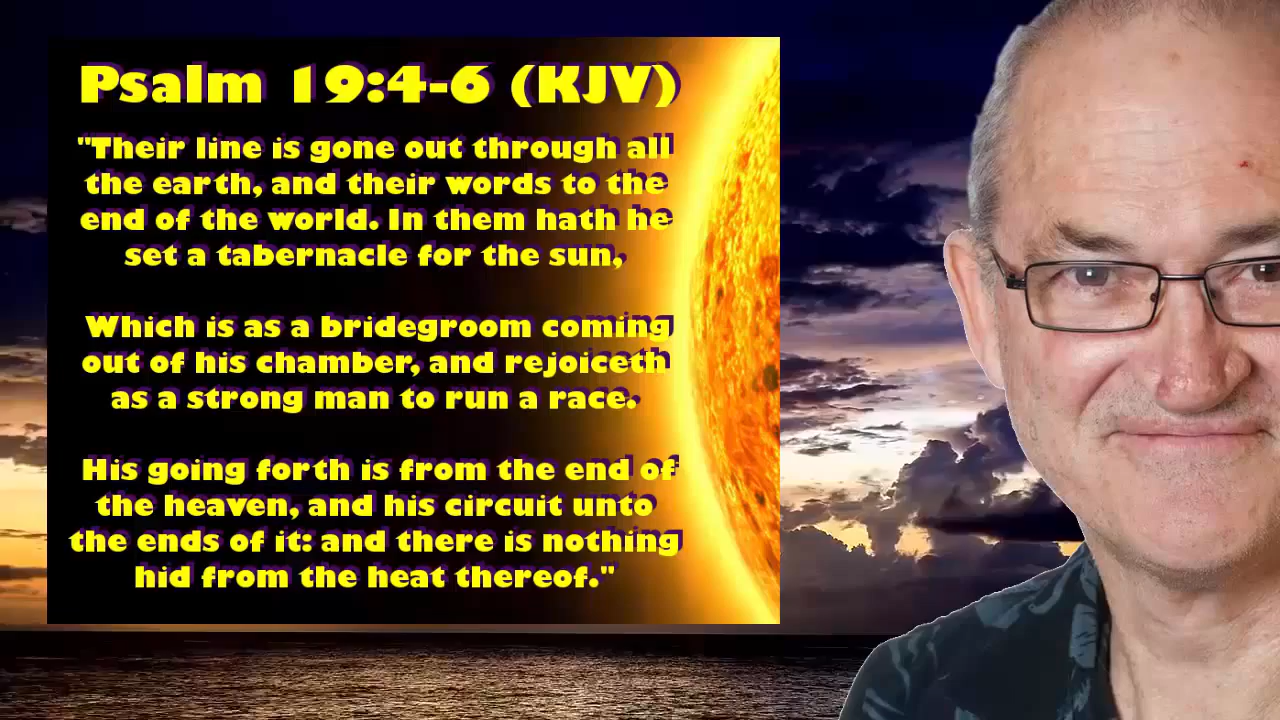 Psalm 19:4-6 (KJV)
"Their line is gone out through all
the earth, and their words to the
end of the world. In them hath he
set a tabernacle for the sun,
Which is as a bridegroom coming
out of his chamber, and rejoiceth
as a strong man to run a race.
His going forth is from the end of
the heaven, and his circuit unto
the ends of it: and there is nothing
hid from the heat thereof."